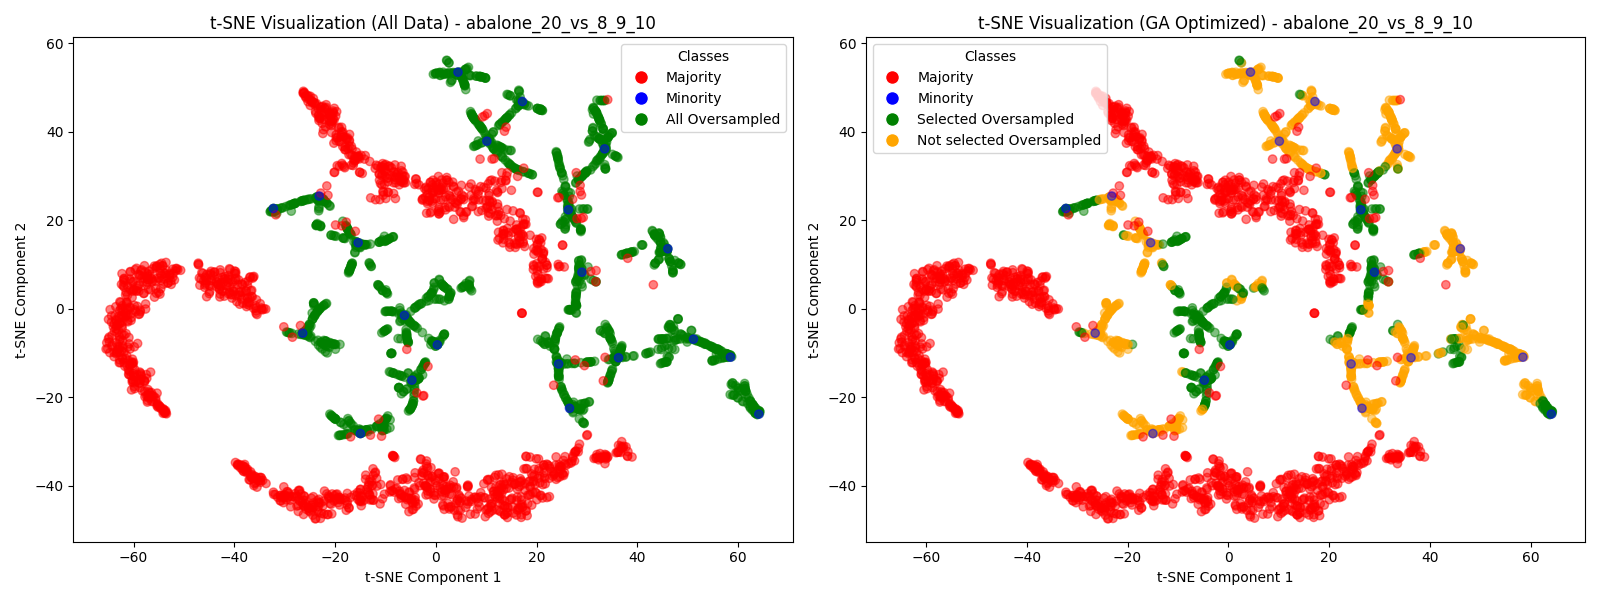 t-SNE Visualization (All Data) - abalone_20_vs_8_9_10
Classes
Majority
Minority
All Oversampled
60
40
20
0
−20
−40
t-SNE Component 2
−60
−40
−20
0
20
40
60
t-SNE Component 1
t-SNE Visualization (GA Optimized) - abalone_20_vs_8_9_10
Classes
Majority
Minority
Selected Oversampled
Not selected Oversampled
60
40
20
0
−20
−40
t-SNE Component 2
−60
−40
−20
0
20
40
60
t-SNE Component 1